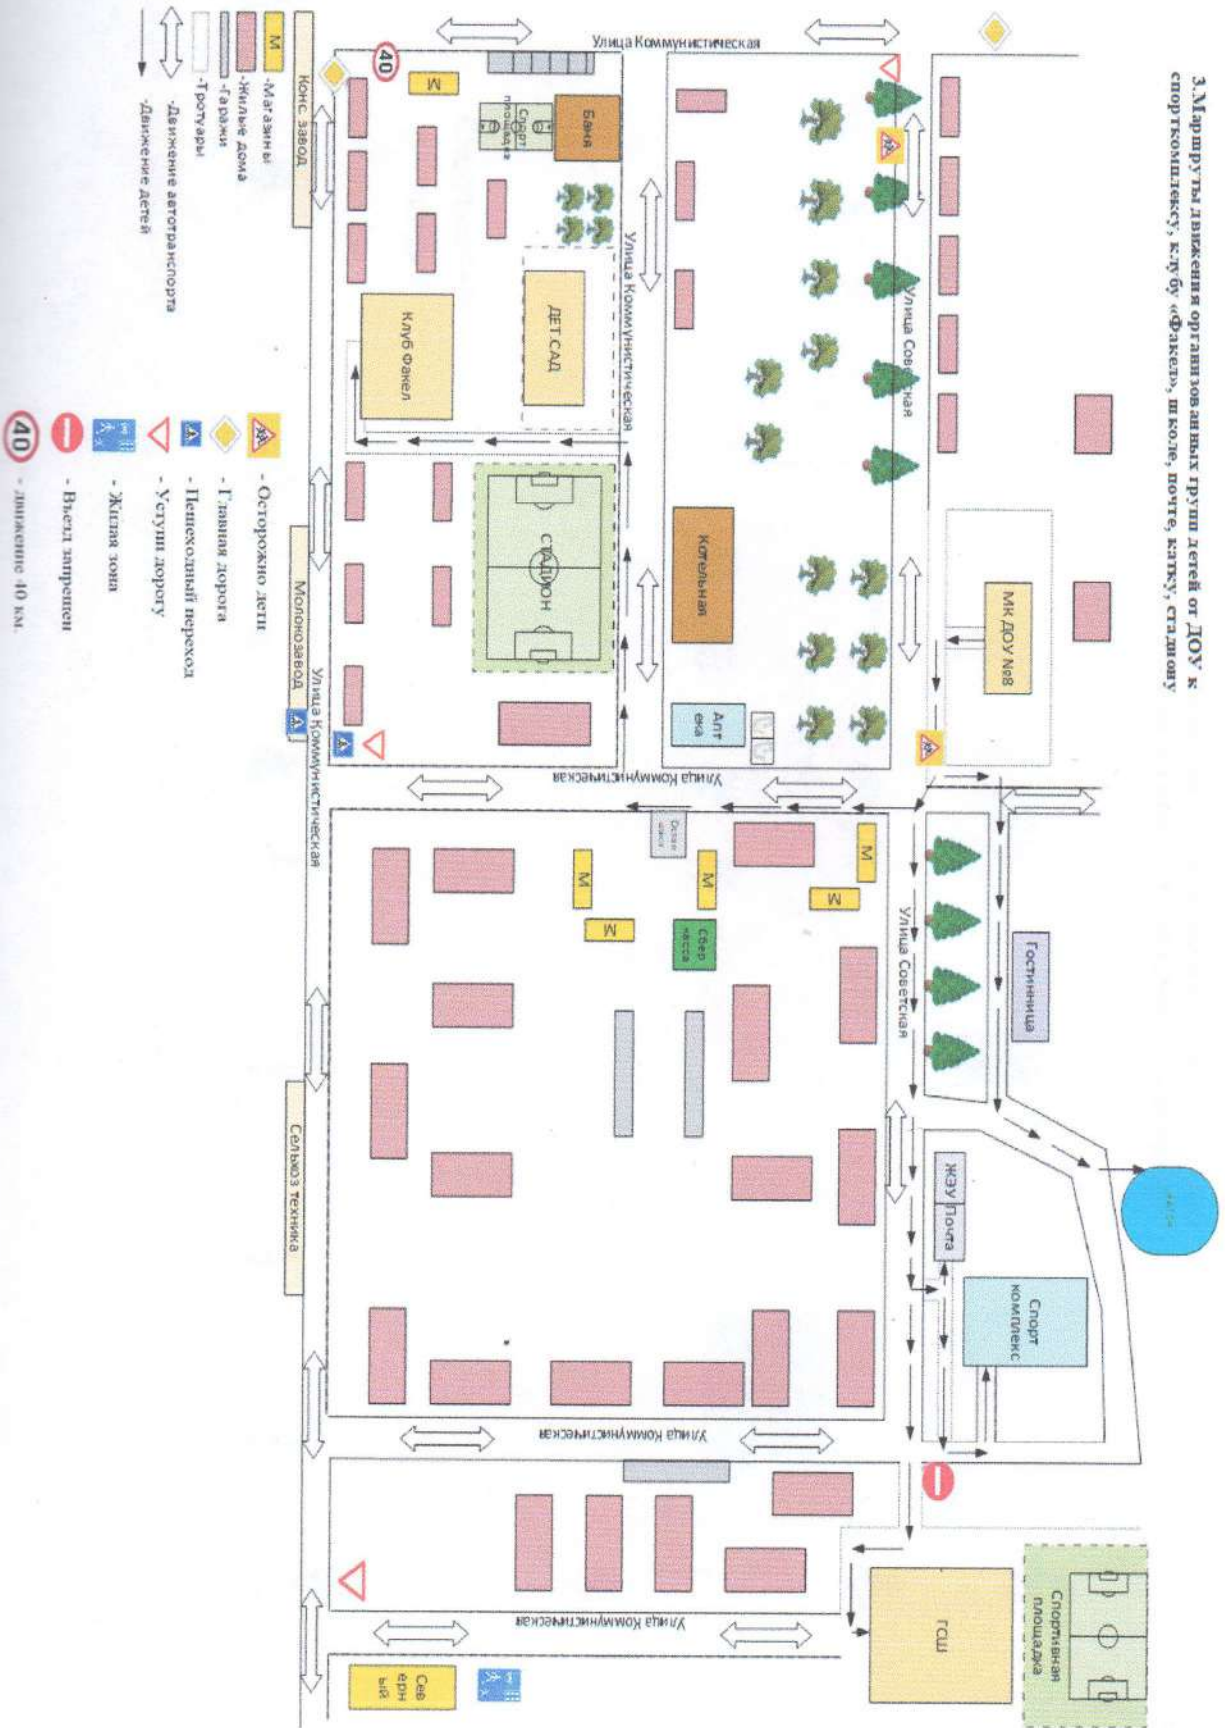 3.Маршруты движения организованных групп детей от ДОУ к
спорткомплексу, клубу «Факел», школе, почте, катку, стадиону
Улица Коммунистическая
Улица Советская
МК ДОУ №8
Гостинница
ЖЭУ Почта
Спорт
комплекс
Спортивная
площадка
ГСШ
Улица Советская
Котельная
Апт
ека
Улица Коммунистическая
Улица Коммунистическая
М
М
М
Сбер
касса
М
М
Улица Коммунистическая
Улица Коммунистическая
Баня
Спорт
площадка
М
40
ДЕТ.САД
Клуб Факел
СТАДИОН
Сев
ерн
ый
Улица Коммунистическая
Конс. завод
Молокозавод
Сельхоз техника
М
-Магазины
-Жилые дома
-Гаражи
-Тротуары
-Движение автотранспорта
-Движение детей
- Осторожно дети
- Главная дорога
- Пешеходный переход
- Уступи дорогу
- Жилая зона
- Въезд запрещен
40
- движение 40 км.